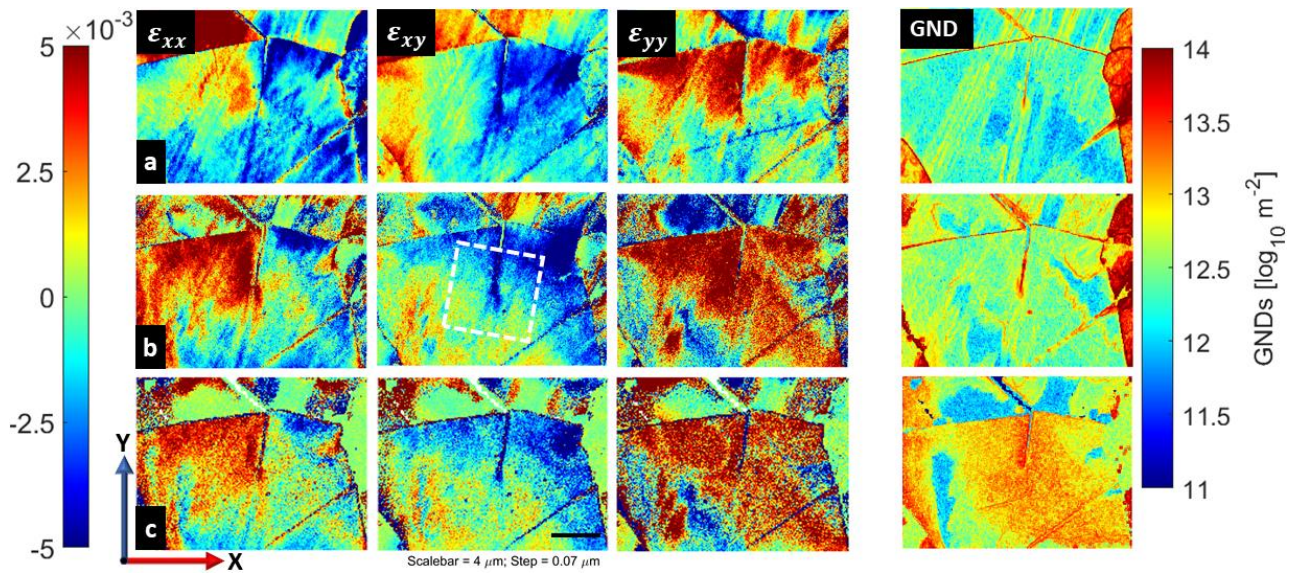 ×10⁻³
5
2.5
0
-2.5
-5
Y
X
εxx
εxy
εyy
GND
a
b
c
Scalebar = 4 μm; Step = 0.07 μm
14
13.5
13
12.5
12
11.5
11
GNDs [log₁₀ m⁻²]